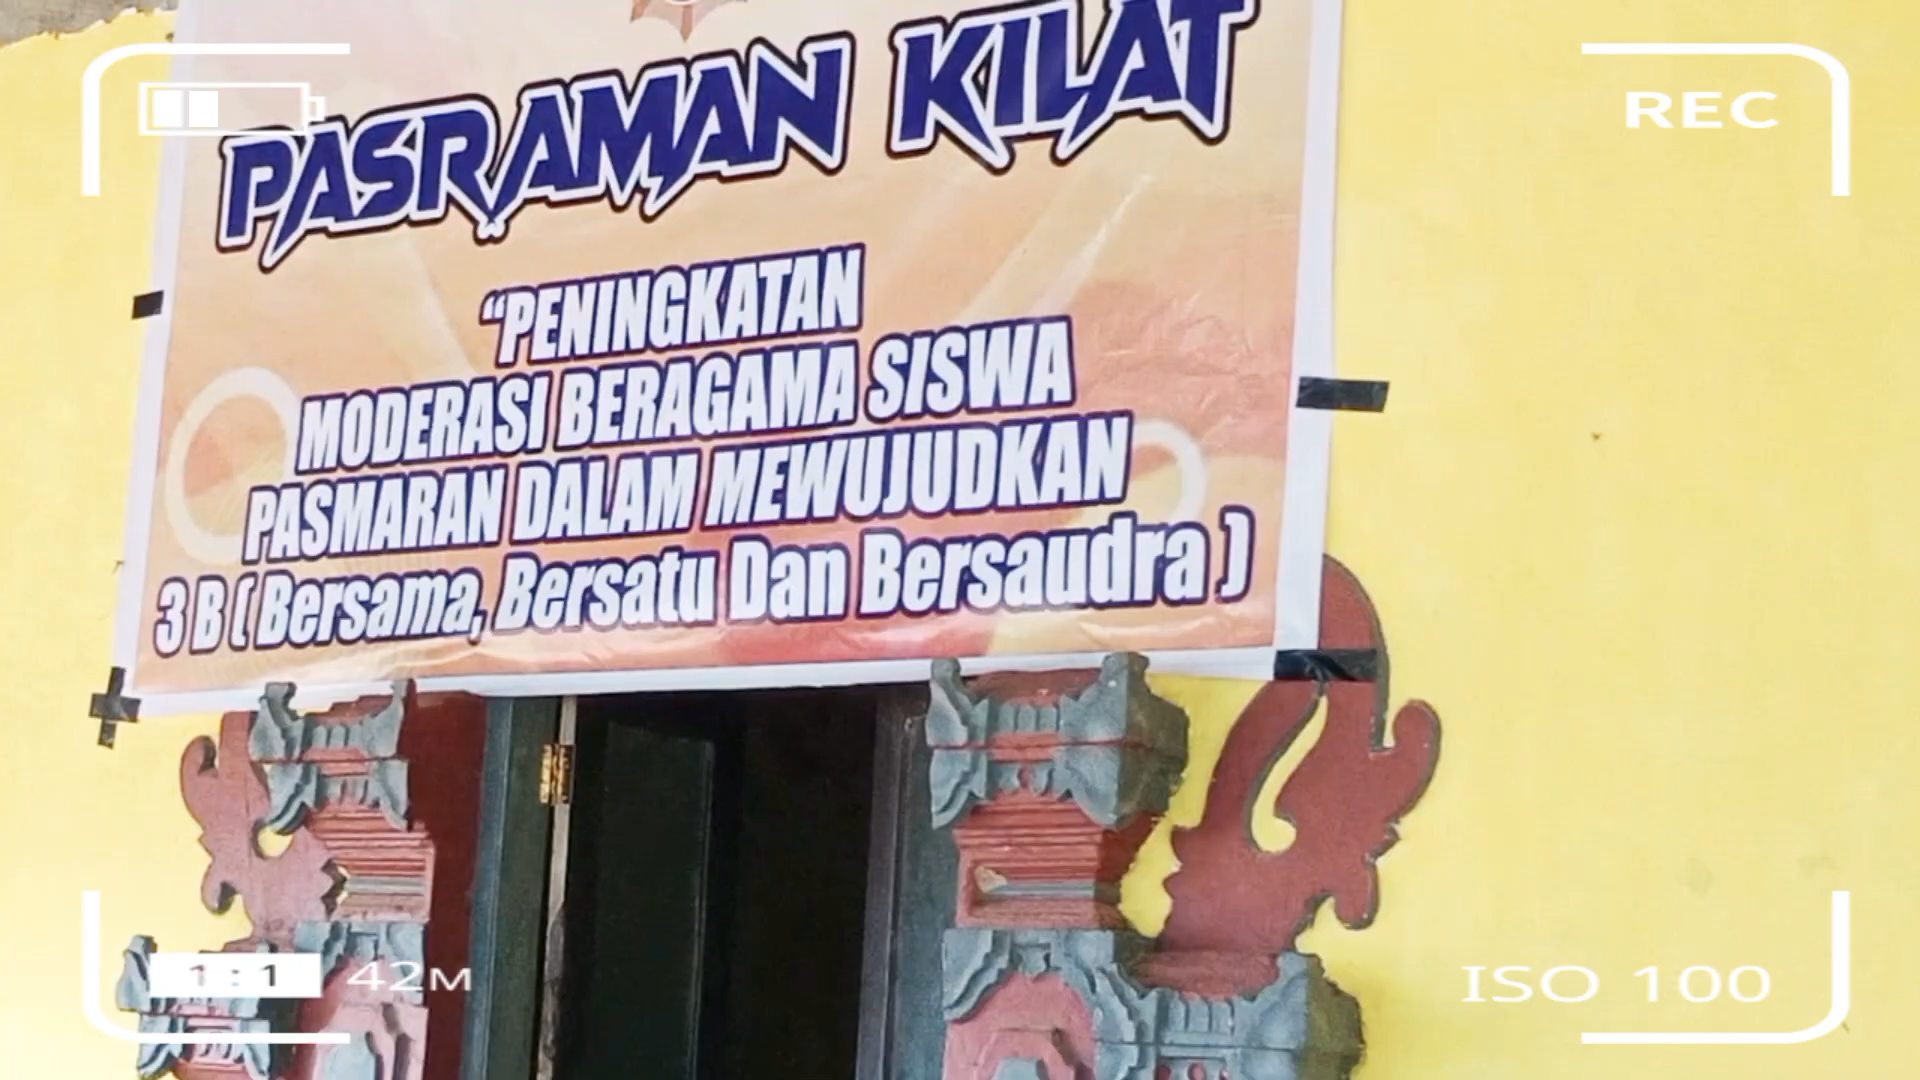 REC
PASRAMAN KILAT
“PENINGKATAN
MODERASI BERAGAMA SISWA
PASMARAN DALAM MEWUJUDKAN
3 B ( Bersama, Bersatu Dan Bersaudra )
1:1 42M
ISO 100